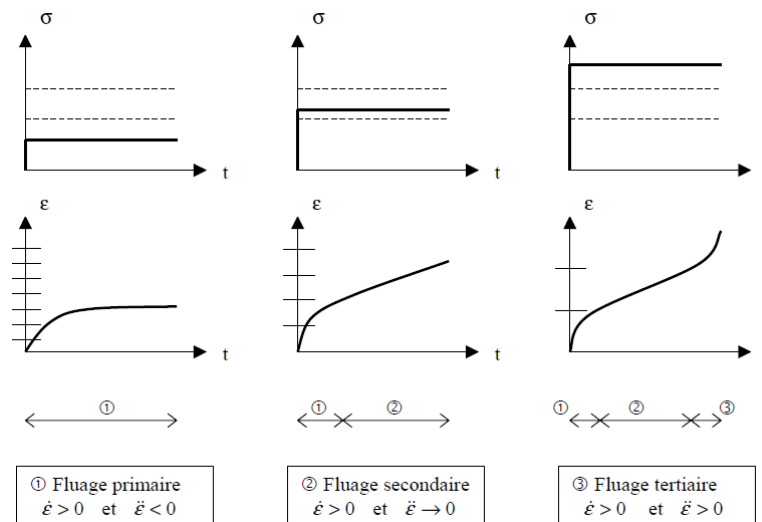 σ
σ
σ
t
t
ε
ε
ε
t
t
①
① ②
① ② ③
① Fluage primaire
ε̇ > 0 et ε̈ < 0
② Fluage secondaire
ε̇ > 0 et ε̈ → 0
③ Fluage tertiaire
ε̇ > 0 et ε̈ > 0